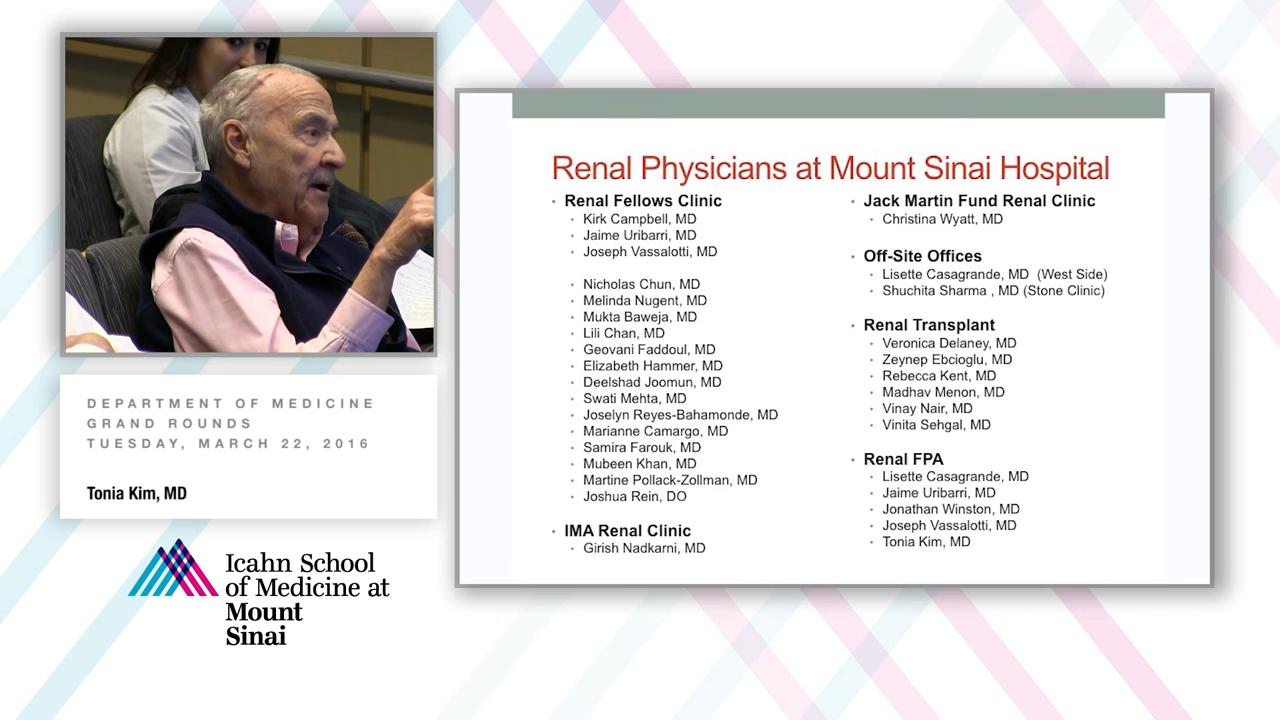 DEPARTMENT OF MEDICINE
GRAND ROUNDS
TUESDAY, MARCH 22, 2016
Tonia Kim, MD
Icahn School
of Medicine at
Mount
Sinai
Renal Physicians at Mount Sinai Hospital
Renal Fellows Clinic
Kirk Campbell, MD
Jaime Uribarri, MD
Joseph Vassalotti, MD
Nicholas Chun, MD
Melinda Nugent, MD
Mukta Baweja, MD
Lili Chan, MD
Geovani Faddoul, MD
Elizabeth Hammer, MD
Deelshad Joomun, MD
Swati Mehta, MD
Joselyn Reyes-Bahamonde, MD
Marianne Camargo, MD
Samira Farouk, MD
Mubeen Khan, MD
Martine Pollack-Zollman, MD
Joshua Rein, DO
IMA Renal Clinic
Girish Nadkarni, MD
Jack Martin Fund Renal Clinic
Christina Wyatt, MD
Off-Site Offices
Lisette Casagrande, MD (West Side)
Shuchita Sharma , MD (Stone Clinic)
Renal Transplant
Veronica Delaney, MD
Zeynep Ebcioglu, MD
Rebecca Kent, MD
Madhav Menon, MD
Vinay Nair, MD
Vinita Sehgal, MD
Renal FPA
Lisette Casagrande, MD
Jaime Uribarri, MD
Jonathan Winston, MD
Joseph Vassalotti, MD
Tonia Kim, MD